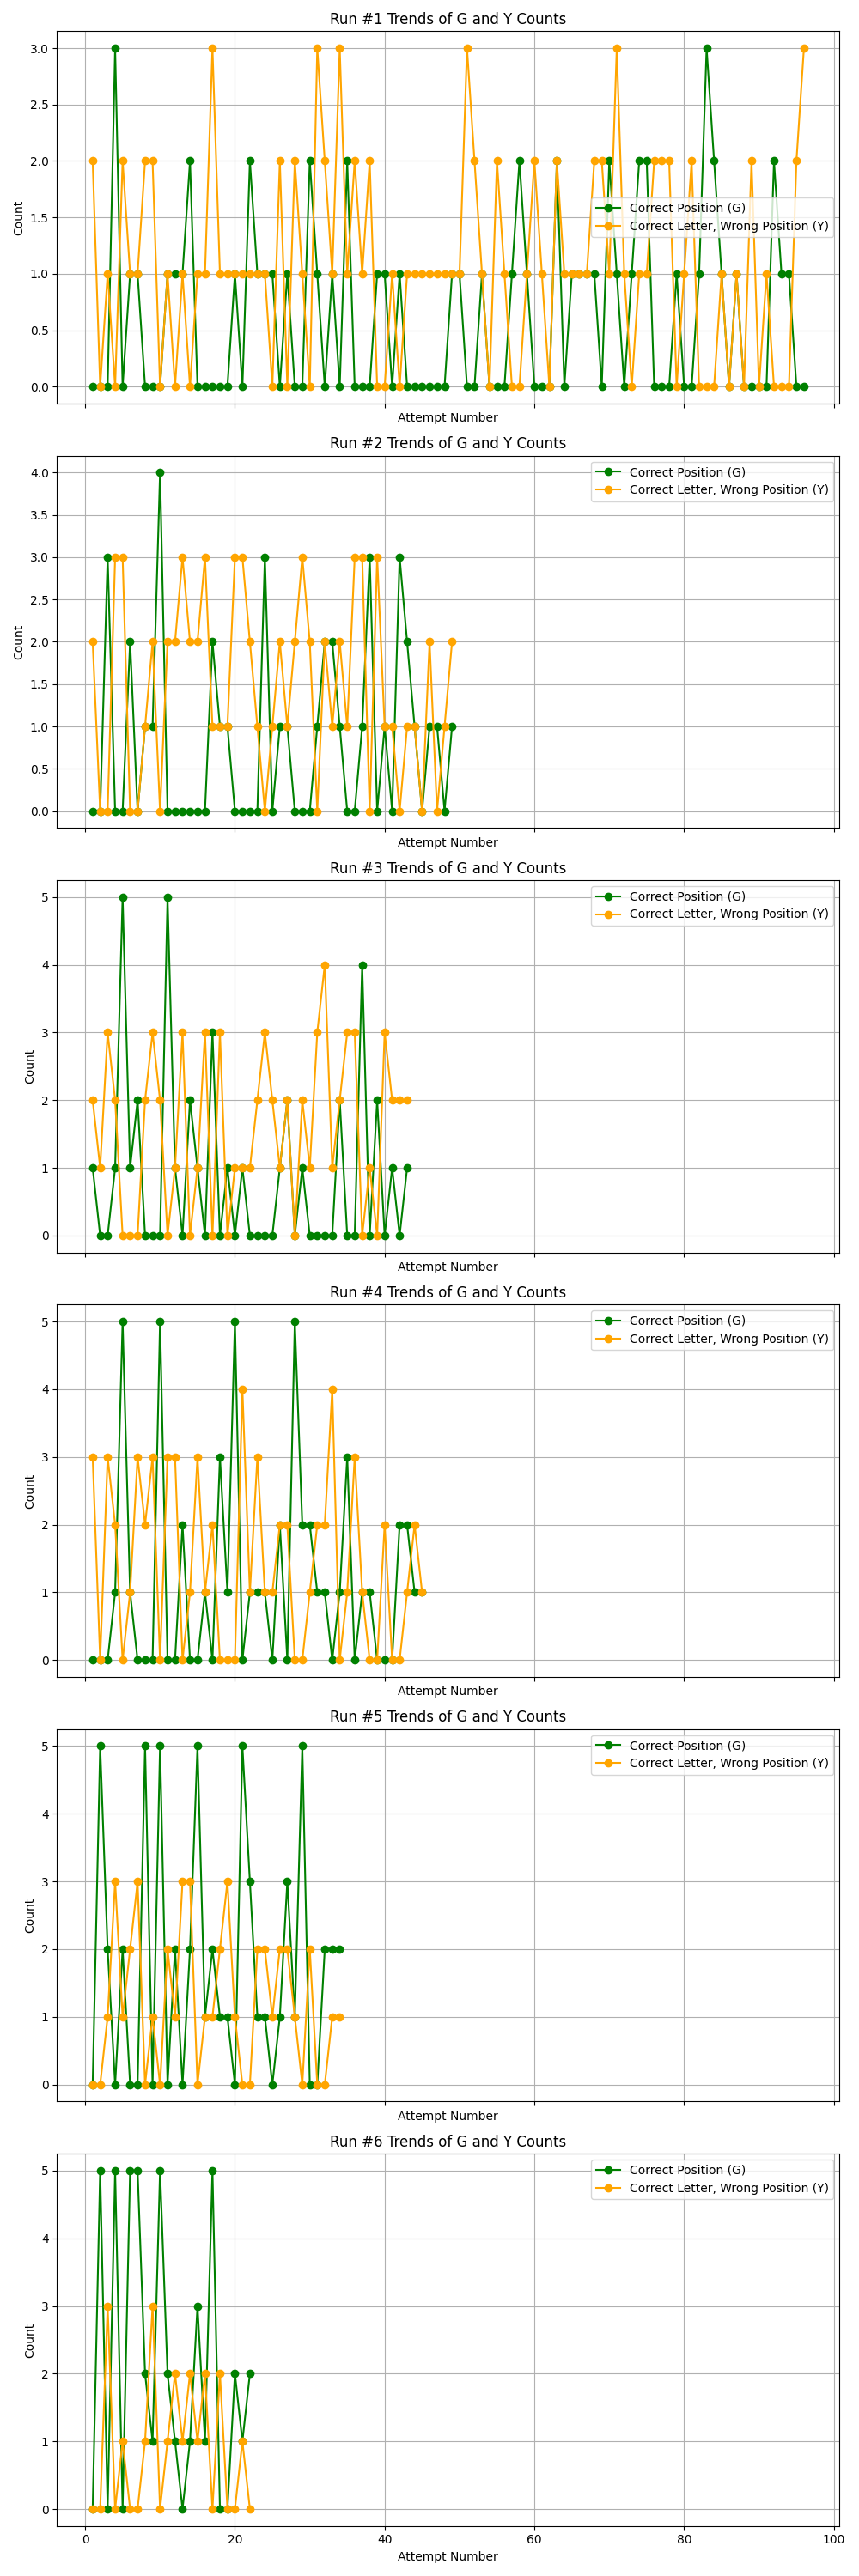 Run #1 Trends of G and Y Counts
3.0
2.5
2.0
1.5
1.0
0.5
0.0
Count
Correct Position (G)
Correct Letter, Wrong Position (Y)
Attempt Number
Run #2 Trends of G and Y Counts
4.0
3.5
3.0
2.5
2.0
1.5
1.0
0.5
0.0
Count
Correct Position (G)
Correct Letter, Wrong Position (Y)
Attempt Number
Run #3 Trends of G and Y Counts
5
4
3
2
1
0
Count
Correct Position (G)
Correct Letter, Wrong Position (Y)
Attempt Number
Run #4 Trends of G and Y Counts
5
4
3
2
1
0
Count
Correct Position (G)
Correct Letter, Wrong Position (Y)
Attempt Number
Run #5 Trends of G and Y Counts
5
4
3
2
1
0
Count
Correct Position (G)
Correct Letter, Wrong Position (Y)
Attempt Number
Run #6 Trends of G and Y Counts
5
4
3
2
1
0
Count
Correct Position (G)
Correct Letter, Wrong Position (Y)
0 20 40 60 80 100
Attempt Number